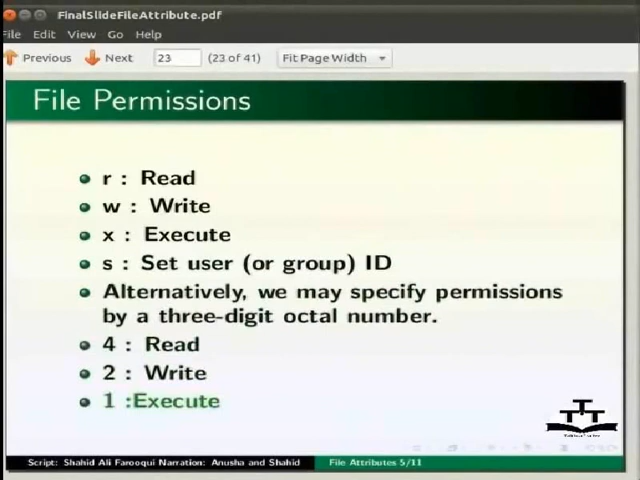 FinalSlideFileAttribute.pdf
File Edit View Go Help
Previous Next 23 (23 of 41) Fit Page Width
File Permissions
r : Read
w : Write
x : Execute
s : Set user (or group) ID
Alternatively, we may specify permissions
by a three-digit octal number.
4 : Read
2 : Write
1 :Execute
TTT
Script: Shahid Ali Farooqui Narration: Anusha and Shahid File Attributes 5/11